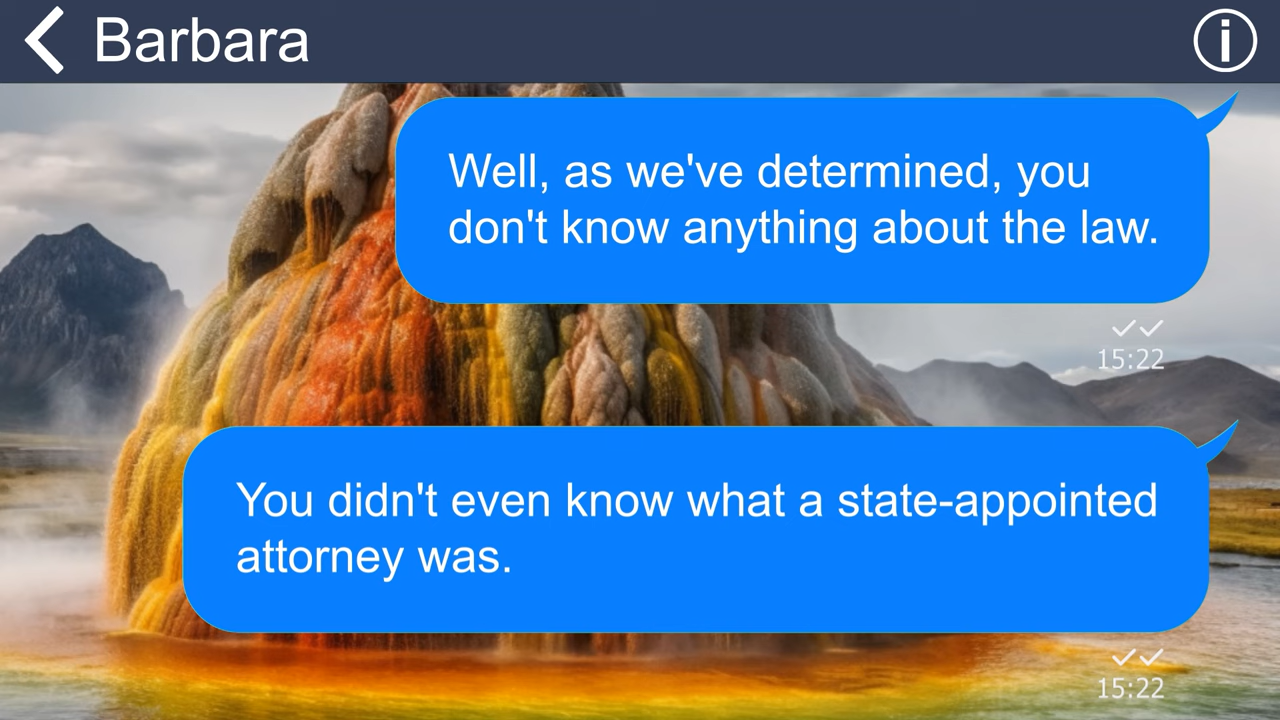 Barbara
Well, as we've determined, you
don't know anything about the law.
15:22
You didn't even know what a state-appointed
attorney was.
15:22